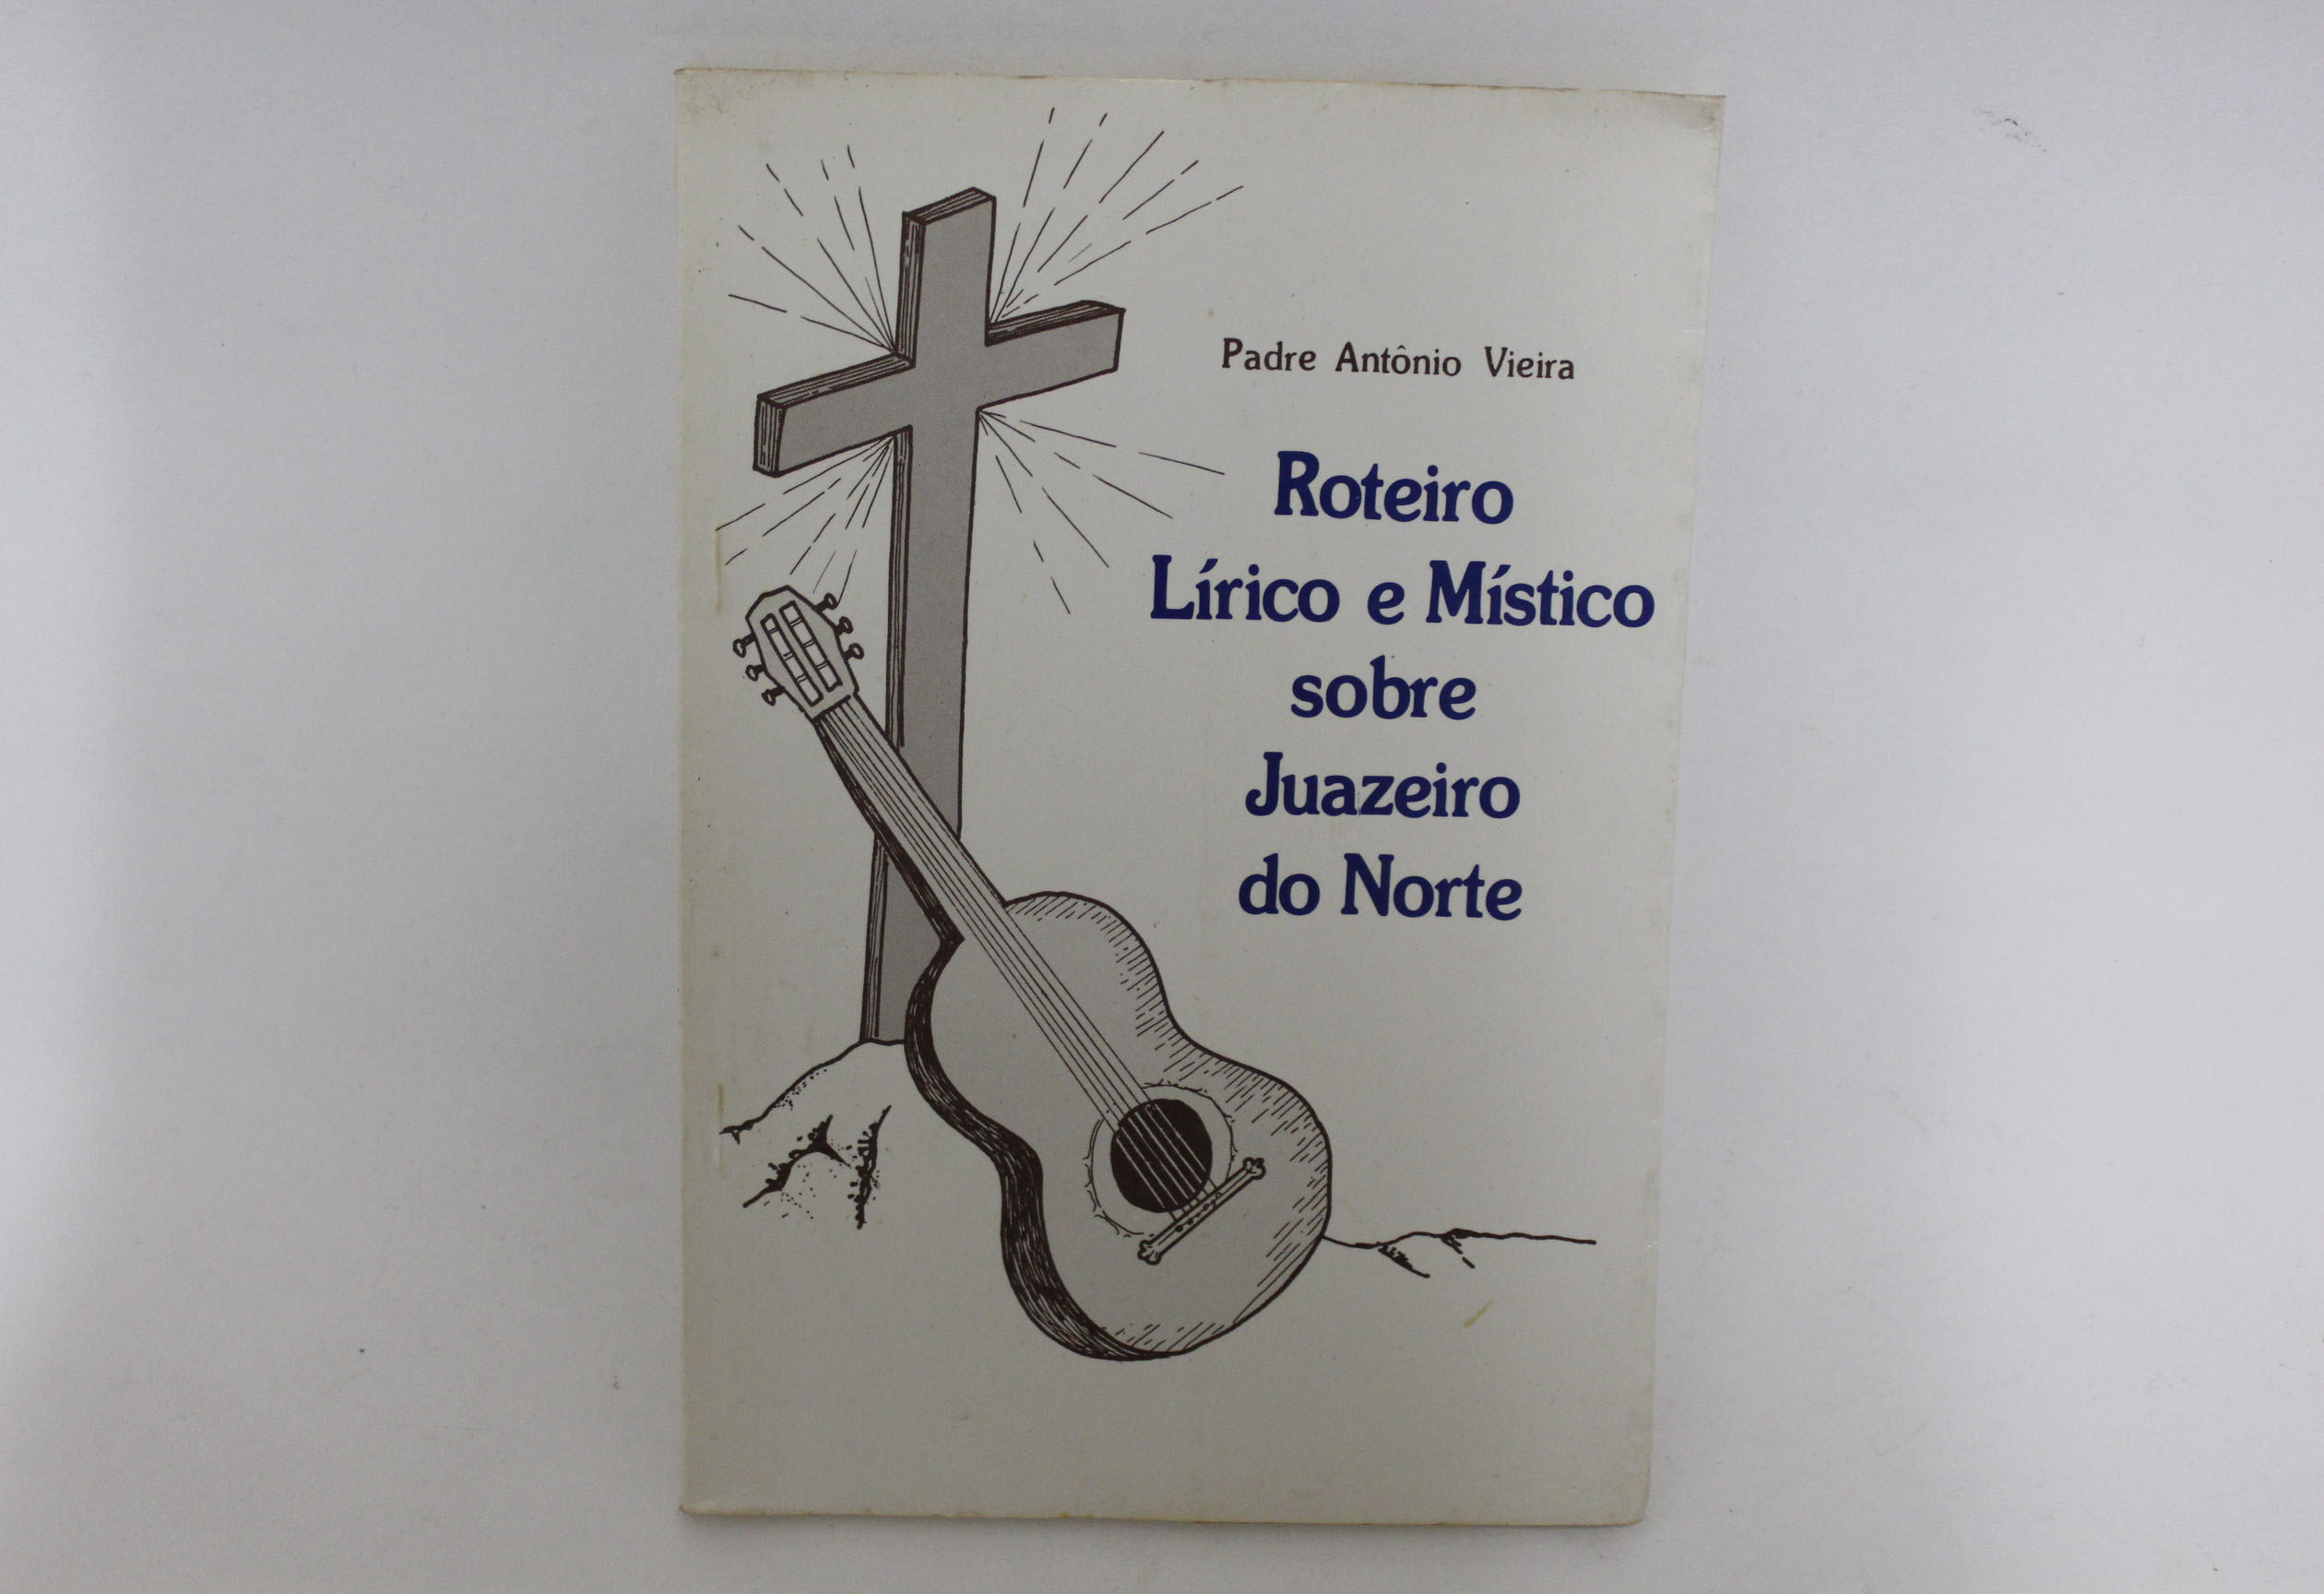 Padre Antônio Vieira
Roteiro
Lírico e Místico
sobre
Juazeiro
do Norte